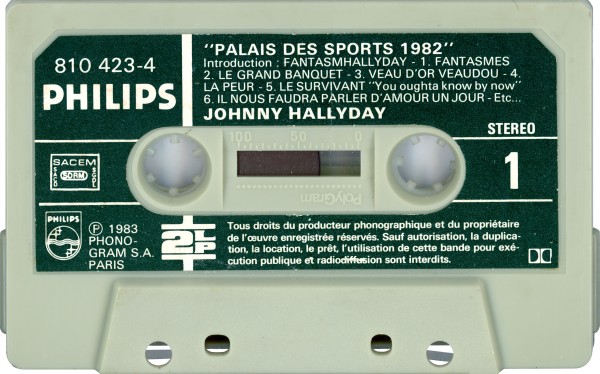 810 423-4
PHILIPS
"PALAIS DES SPORTS 1982"
Introduction : FANTASMHALLYDAY - 1. FANTASMES
2. LE GRAND BANQUET - 3. VEAU D'OR VEAUDOU - 4.
LA PEUR - 5. LE SURVIVANT "You oughta know by now"
6. IL NOUS FAUDRA PARLER D'AMOUR UN JOUR - Etc...
JOHNNY HALLYDAY
STEREO
1
100 50 0
PolyGram
SACEM
SACD SDRM SGDL
PHILIPS
Ⓟ 1983
PHONO-
GRAM S.A.
PARIS
2LP
Tous droits du producteur phonographique et du propriétaire
de l'œuvre enregistrée réservés. Sauf autorisation, la duplica-
tion, la location, le prêt, l'utilisation de cette bande pour exé-
cution publique et radiodiffusion sont interdits.